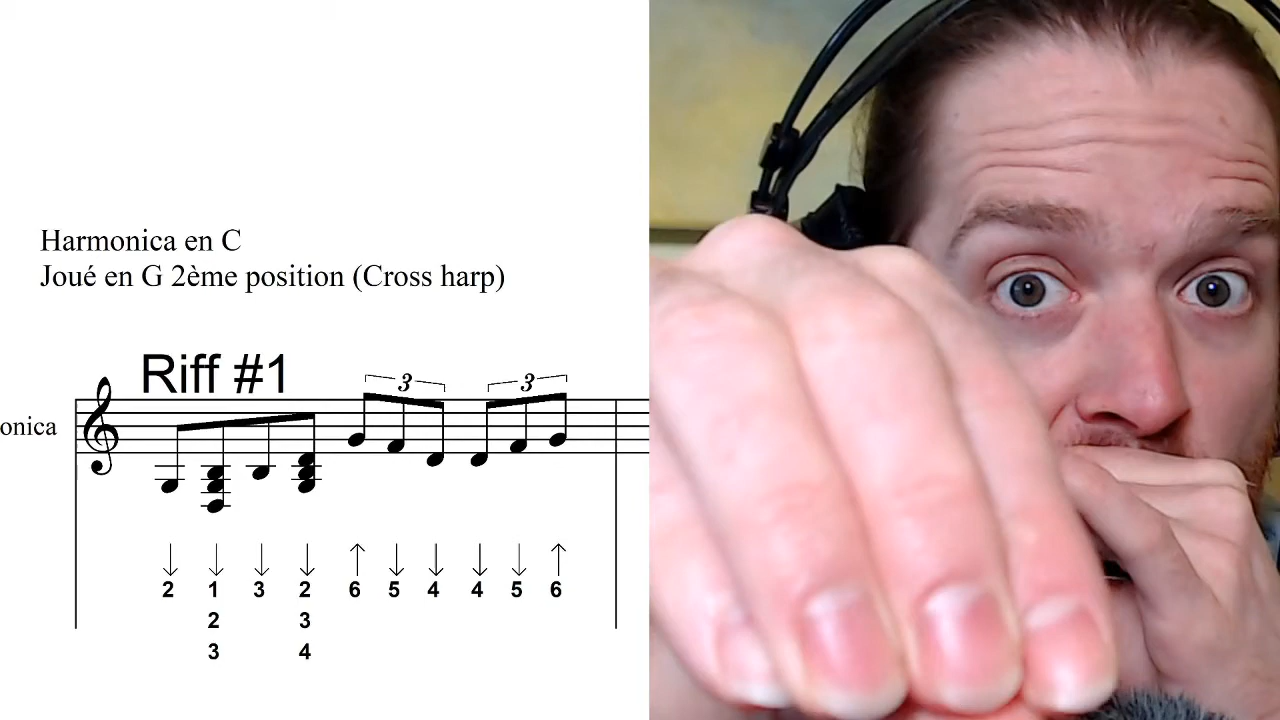 Harmonica en C
Joué en G 2ème position (Cross harp)
Riff #1
3 3
onica
↓ ↓ ↓ ↓ ↑ ↓ ↓ ↓ ↓ ↑
2 1 3 2 6 5 4 4 5 6
2 3
3 4